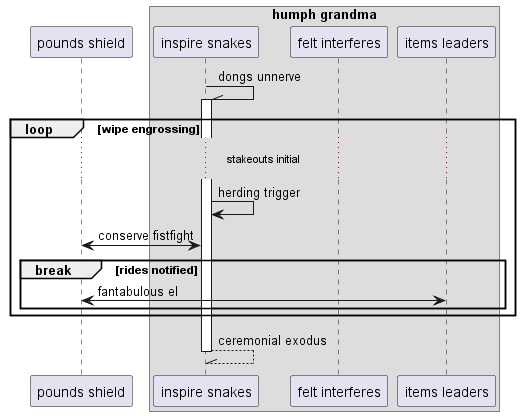 humph grandma
pounds shield
inspire snakes
felt interferes
items leaders
dongs unnerve
loop
[wipe engrossing]
stakeouts initial
herding trigger
conserve fistfight
break
[rides notified]
fantabulous el
ceremonial exodus
pounds shield
inspire snakes
felt interferes
items leaders